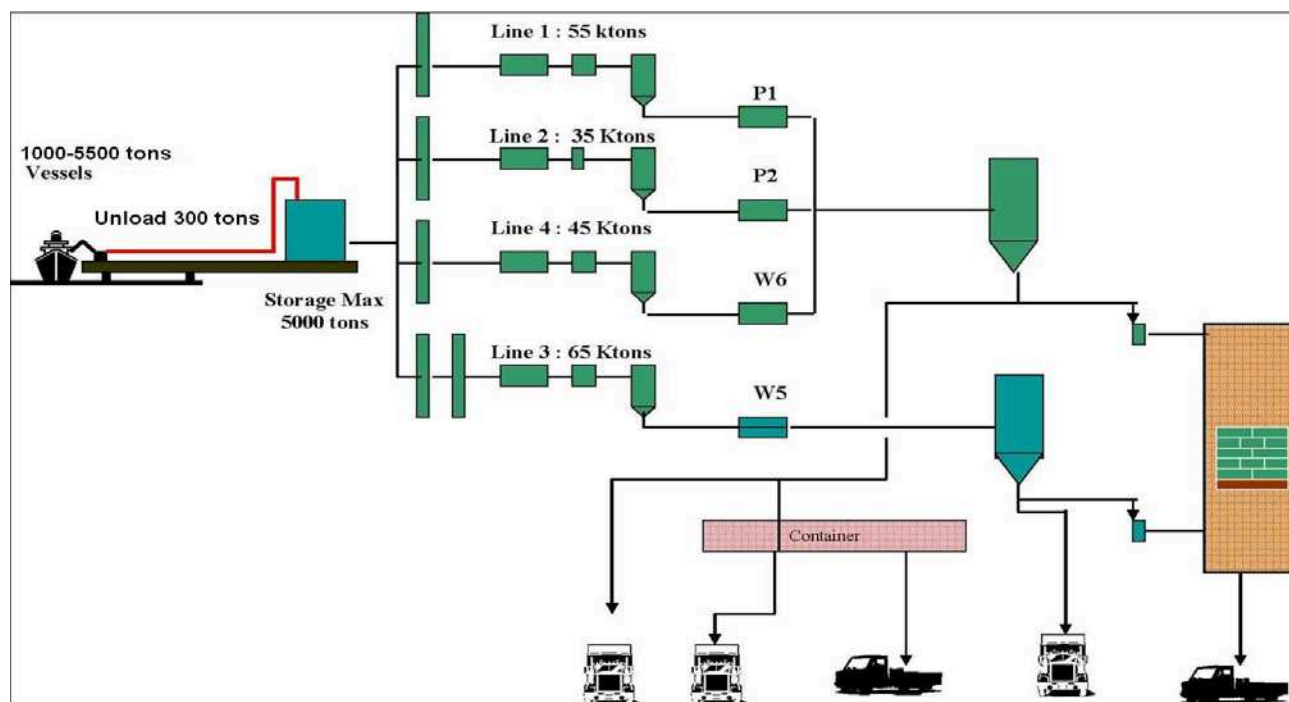 Line 1 : 55 ktons
P1
Line 2 : 35 Ktons
1000-5500 tons
Vessels
P2
Unload 300 tons
Line 4 : 45 Ktons
W6
Storage Max
5000 tons
Line 3 : 65 Ktons
W5
Container